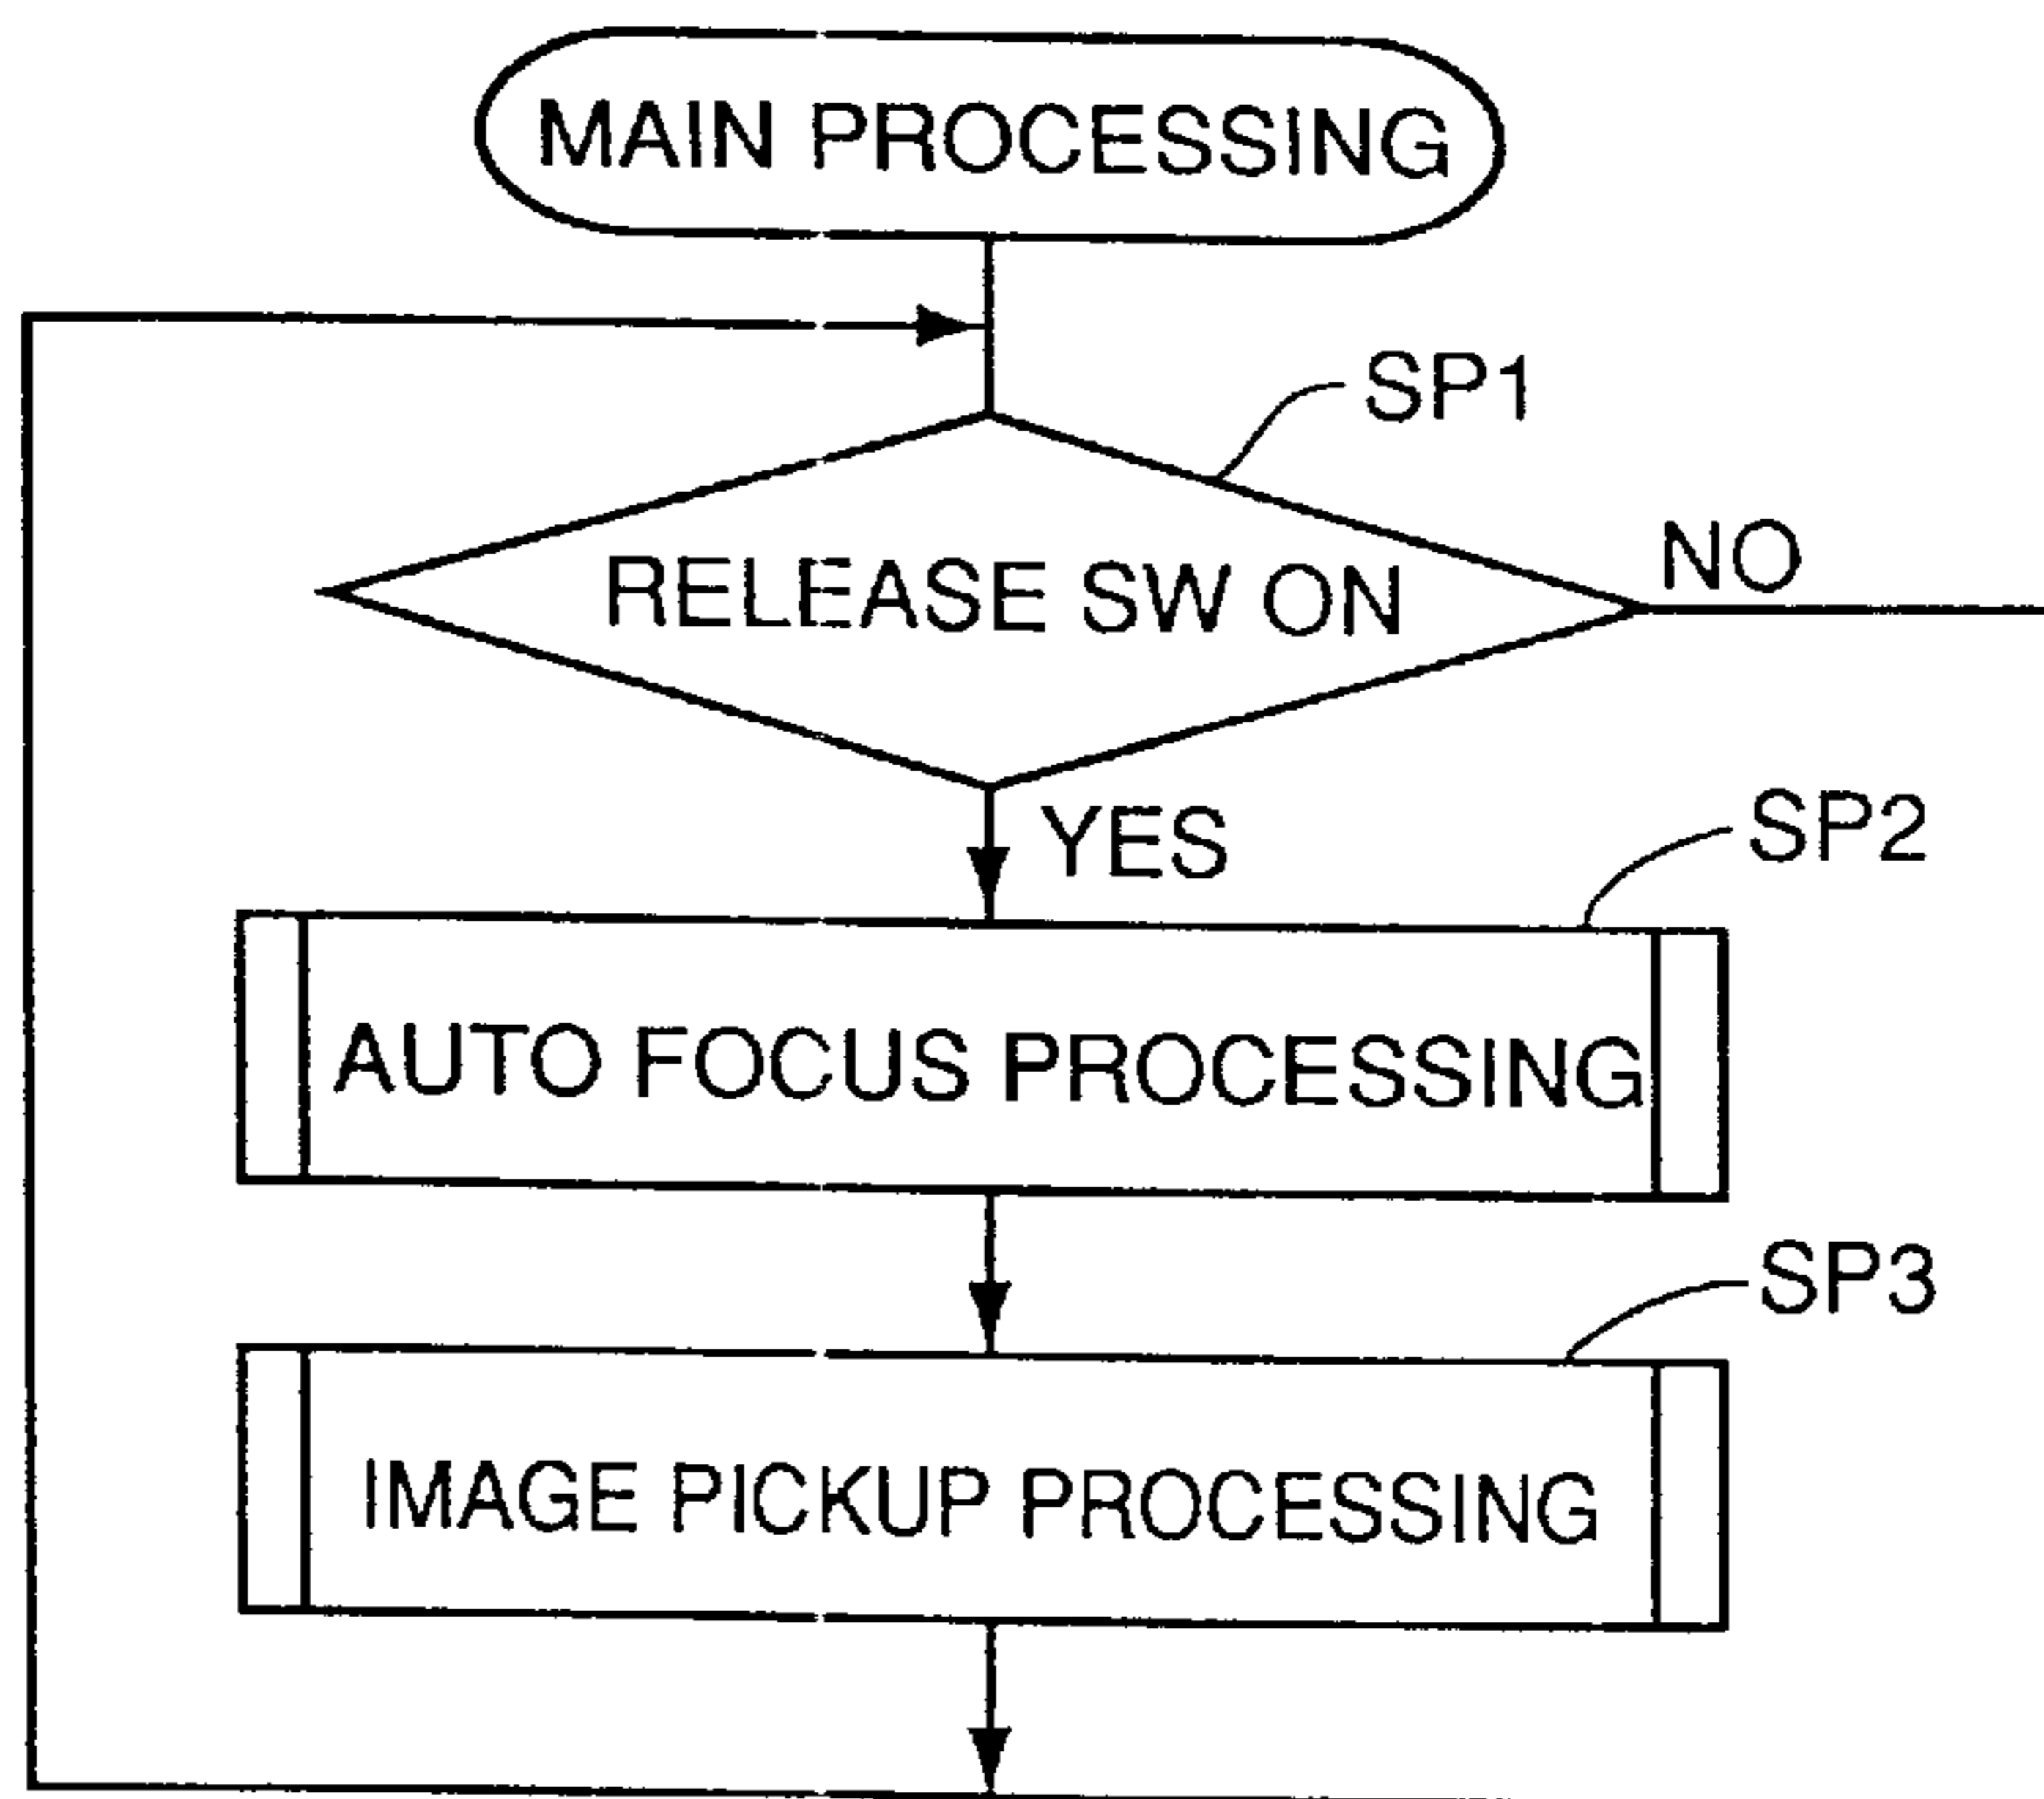 MAIN PROCESSING
SP1
RELEASE SW ON
NO
YES
SP2
AUTO FOCUS PROCESSING
SP3
IMAGE PICKUP PROCESSING